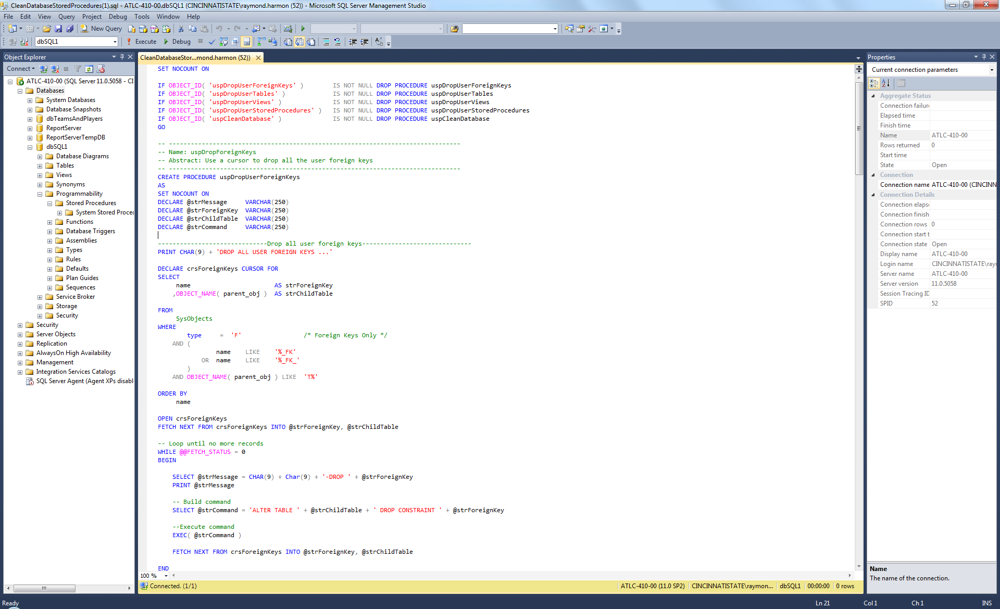 CleanDatabaseStoredProcedures(1).sql - ATLC-410-00.dbSQL1 (CINCINNATISTATE\raymond.harmon (52)) - Microsoft SQL Server Management Studio
File Edit View Query Project Debug Tools Window Help
New Query
dbSQL1 Execute Debug
Object Explorer
Connect
ATLC-410-00 (SQL Server 11.0.5058 - CI
Databases
System Databases
Database Snapshots
dbTeamsAndPlayers
ReportServer
ReportServerTempDB
dbSQL1
Database Diagrams
Tables
Views
Synonyms
Programmability
Stored Procedures
System Stored Proced
Functions
Database Triggers
Assemblies
Types
Rules
Defaults
Plan Guides
Sequences
Service Broker
Storage
Security
Security
Server Objects
Replication
AlwaysOn High Availability
Management
Integration Services Catalogs
SQL Server Agent (Agent XPs disabl
CleanDatabaseStor...mond.harmon (52))
SET NOCOUNT ON
IF OBJECT_ID( 'uspDropUserForeignKeys' ) IS NOT NULL DROP PROCEDURE uspDropUserForeignKeys
IF OBJECT_ID( 'uspDropUserTables' ) IS NOT NULL DROP PROCEDURE uspDropUserTables
IF OBJECT_ID( 'uspDropUserViews' ) IS NOT NULL DROP PROCEDURE uspDropUserViews
IF OBJECT_ID( 'uspDropUserStoredProcedures' ) IS NOT NULL DROP PROCEDURE uspDropUserStoredProcedures
IF OBJECT_ID( 'uspCleanDatabase' ) IS NOT NULL DROP PROCEDURE uspCleanDatabase
GO
-- --------------------------------------------------------------------------------
-- Name: uspDropForeignKeys
-- Abstract: Use a cursor to drop all the user foreign keys
-- --------------------------------------------------------------------------------
CREATE PROCEDURE uspDropUserForeignKeys
AS
SET NOCOUNT ON
DECLARE @strMessage VARCHAR(250)
DECLARE @strForeignKey VARCHAR(250)
DECLARE @strChildTable VARCHAR(250)
DECLARE @strCommand VARCHAR(250)
------------------------------Drop all user foreign keys------------------------------
PRINT CHAR(9) + 'DROP ALL USER FOREIGN KEYS ...'
DECLARE crsForeignKeys CURSOR FOR
SELECT
name AS strForeignKey
,OBJECT_NAME( parent_obj ) AS strChildTable
FROM
SysObjects
WHERE
type = 'F' /* Foreign Keys Only */
AND (
name LIKE '%_FK'
OR name LIKE '%_FK_'
)
AND OBJECT_NAME( parent_obj ) LIKE 'T%'
ORDER BY
name
OPEN crsForeignKeys
FETCH NEXT FROM crsForeignKeys INTO @strForeignKey, @strChildTable
-- Loop until no more records
WHILE @@FETCH_STATUS = 0
BEGIN
SELECT @strMessage = CHAR(9) + Char(9) + '-DROP ' + @strForeignKey
PRINT @strMessage
-- Build command
SELECT @strCommand = 'ALTER TABLE ' + @strChildTable + ' DROP CONSTRAINT ' + @strForeignKey
--Execute command
EXEC( @strCommand )
FETCH NEXT FROM crsForeignKeys INTO @strForeignKey, @strChildTable
END
100 %
Connected. (1/1) ATLC-410-00 (11.0 SP2) CINCINNATISTATE\raymon... dbSQL1 00:00:00 0 rows
Properties
Current connection parameters
Aggregate Status
Connection failure
Elapsed time
Finish time
Name ATLC-410-00
Rows returned 0
Start time
State Open
Connection
Connection name ATLC-410-00 (CINCINN
Connection Details
Connection elapse
Connection finish
Connection rows 0
Connection start t
Connection state Open
Display name ATLC-410-00
Login name CINCINNATISTATE\raym
Server name ATLC-410-00
Server version 11.0.5058
Session Tracing ID
SPID 52
Name
The name of the connection.
Ready Ln 21 Col 1 Ch 1 INS